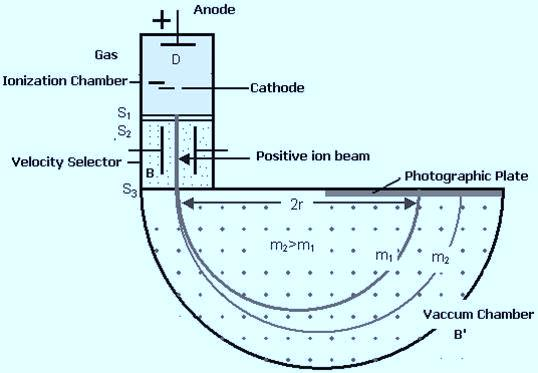 Anode
+
Gas
D
Ionization Chamber
Cathode
S1
S2
Velocity Selector
B
Positive ion beam
S3
Photographic Plate
2r
m2>m1
m1
m2
Vaccum Chamber
B'